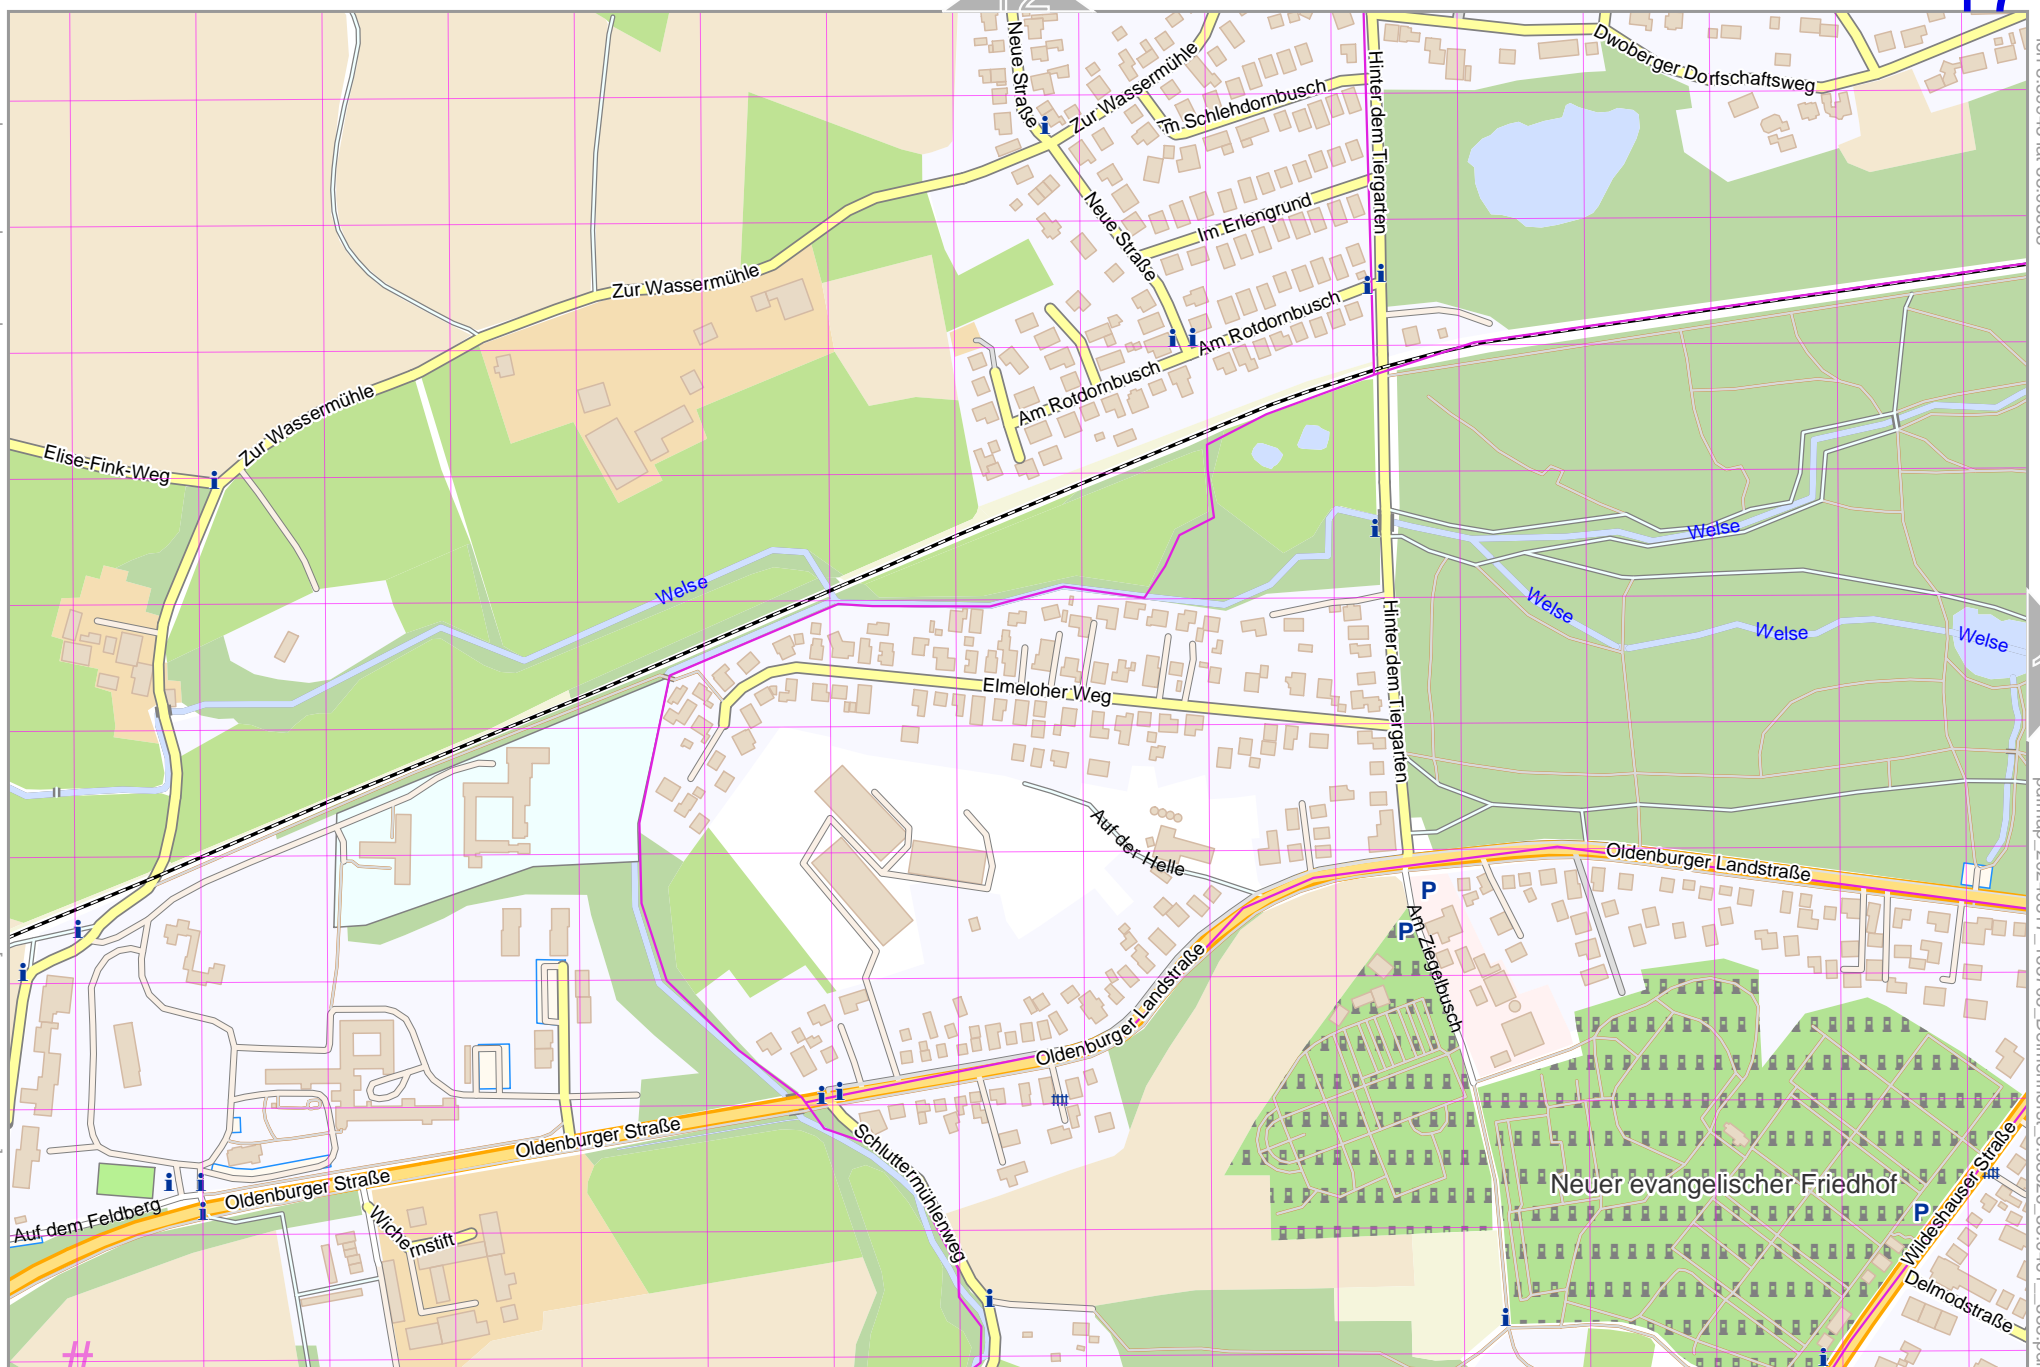 12
17
Neue Straße
Zur Wassermühle
Hinter dem Tiergarten
Dwoberger Dorfschaftsweg
m Schlehdornbusch
Neue Straße
Im Erlengrund
Zur Wassermühle
Am Rotdornbusch
Am Rotdornbusch
Zur Wassermühle
Elise-Fink-Weg
Welse
Welse
Welse
Welse
Welse
Hinter dem Tiergarten
Elmeloher Weg
Auf der Helle
Oldenburger Landstraße
P
P
Am Ziegelbusch
Oldenburger Landstraße
Oldenburger Straße
Schluttermühlenweg
Oldenburger Straße
Auf dem Feldberg
Wichernstift
Neuer evangelischer Friedhof
P
Wildeshauser Straße
Delmodstraße
#